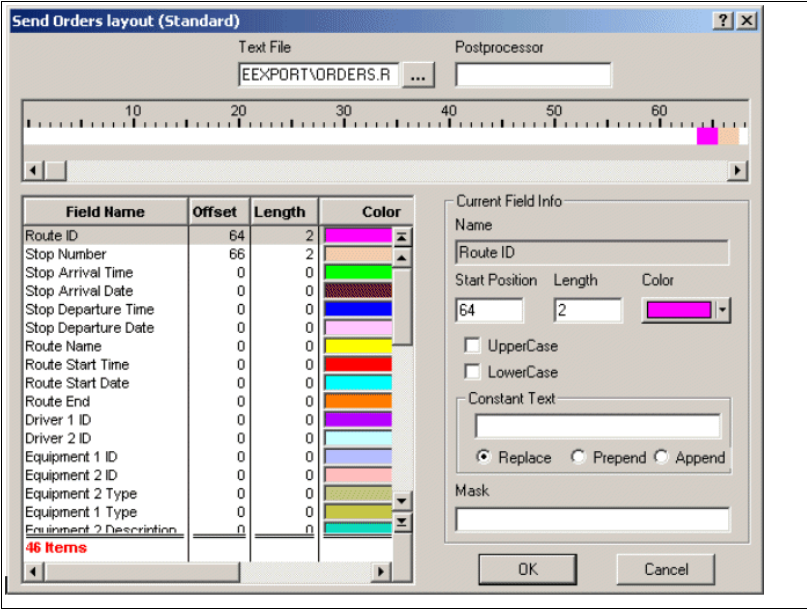 Send Orders layout (Standard)
Text File
Postprocessor
EEXPORT\ORDERS.R ...
10 20 30 40 50 60
Field Name Offset Length Color
Route ID 64 2
Stop Number 66 2
Stop Arrival Time 0 0
Stop Arrival Date 0 0
Stop Departure Time 0 0
Stop Departure Date 0 0
Route Name 0 0
Route Start Time 0 0
Route Start Date 0 0
Route End 0 0
Driver 1 ID 0 0
Driver 2 ID 0 0
Equipment 1 ID 0 0
Equipment 2 ID 0 0
Equipment 2 Type 0 0
Equipment 1 Type 0 0
Equipment 2 Description 0 0
46 Items
Current Field Info
Name
Route ID
Start Position Length Color
64 2
UpperCase
LowerCase
Constant Text
Replace Prepend Append
Mask
OK Cancel